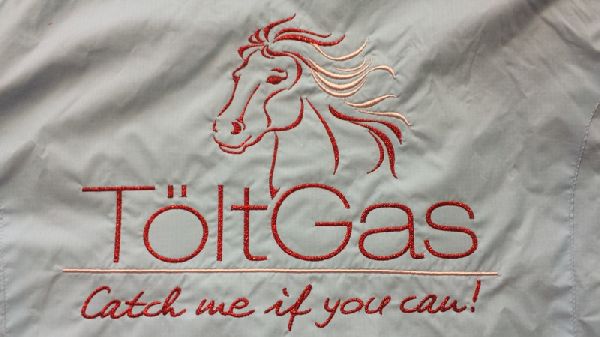 TöltGas
Catch me if you can!